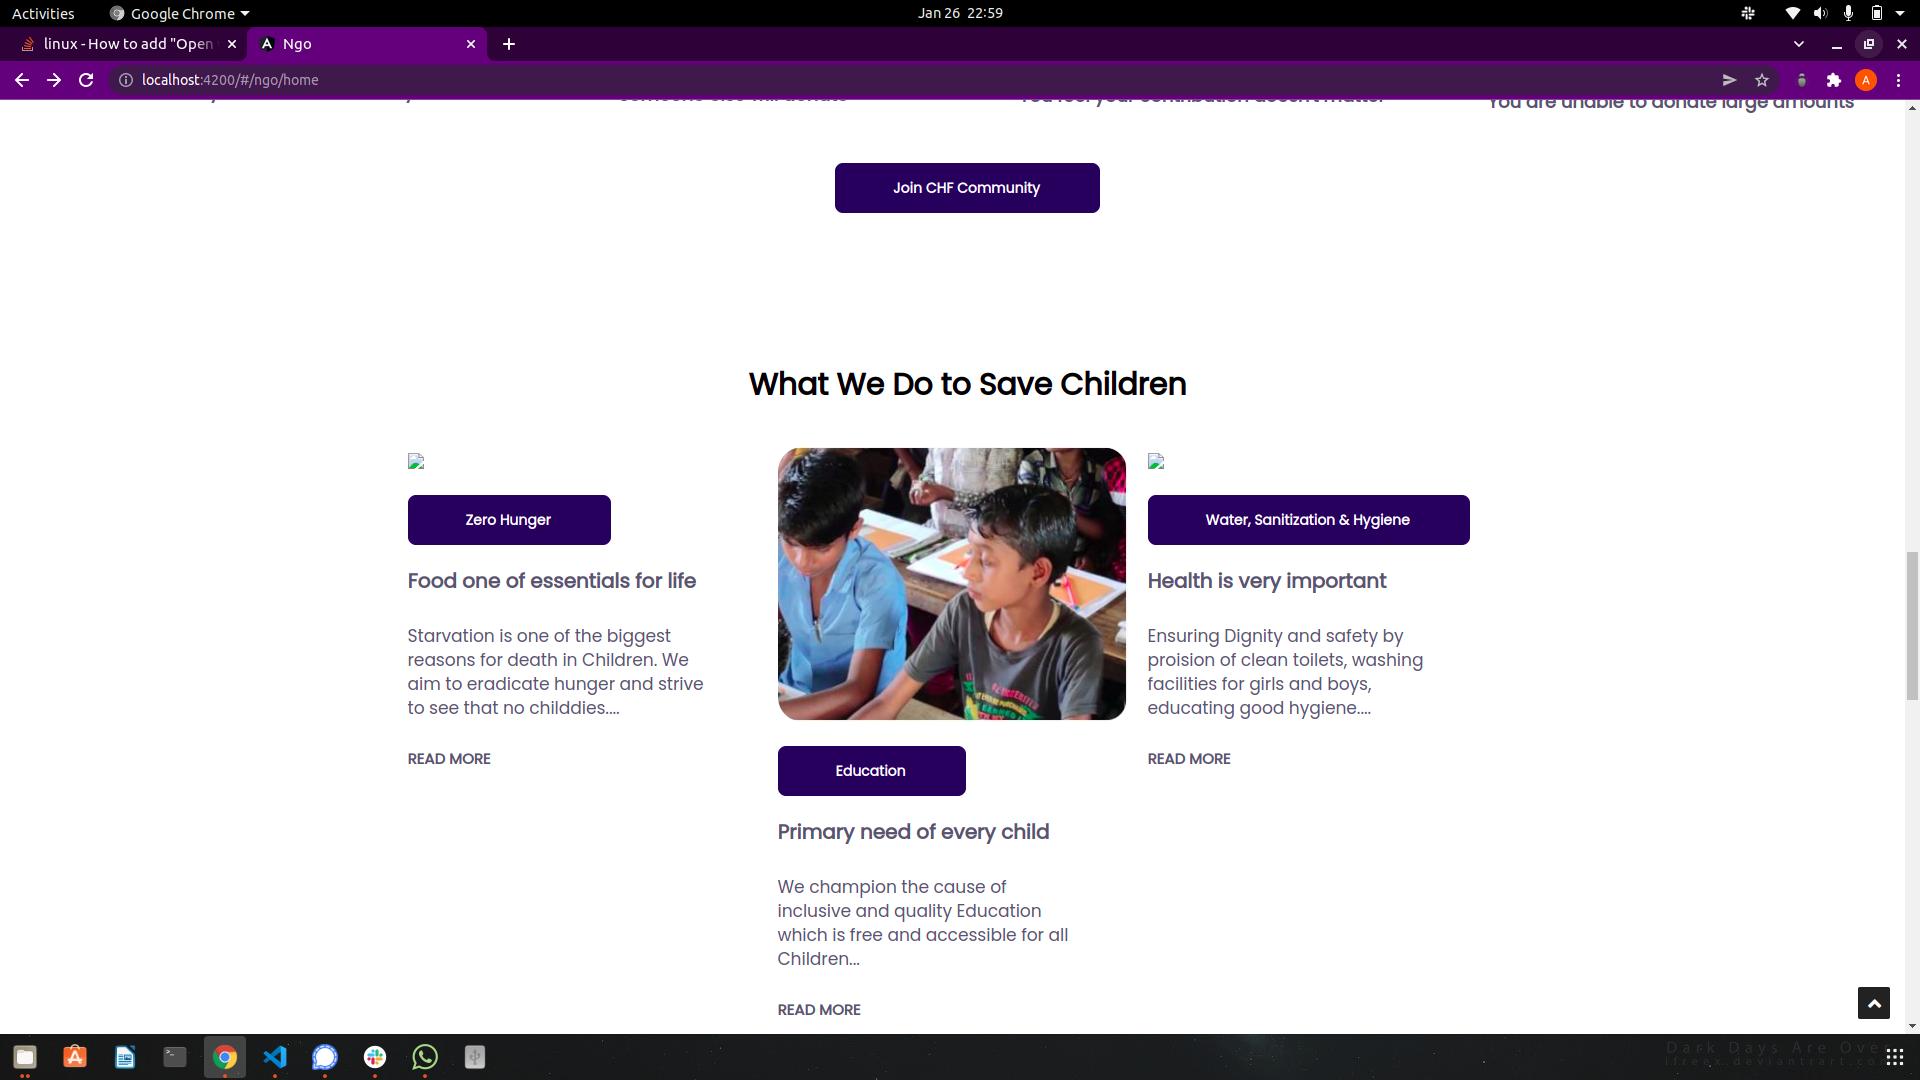 Activities
Google Chrome
Jan 26 22:59
linux - How to add "Open
Ngo
localhost:4200/#/ngo/home
A
someone else will donate
You feel your contribution doesn't matter
You are unable to donate large amounts
Join CHF Community
What We Do to Save Children
Zero Hunger
Food one of essentials for life
Starvation is one of the biggest
reasons for death in Children. We
aim to eradicate hunger and strive
to see that no childdies....
READ MORE
Education
Primary need of every child
We champion the cause of
inclusive and quality Education
which is free and accessible for all
Children...
READ MORE
Water, Sanitization & Hygiene
Health is very important
Ensuring Dignity and safety by
proision of clean toilets, washing
facilities for girls and boys,
educating good hygiene....
READ MORE
Dark Days Are Over